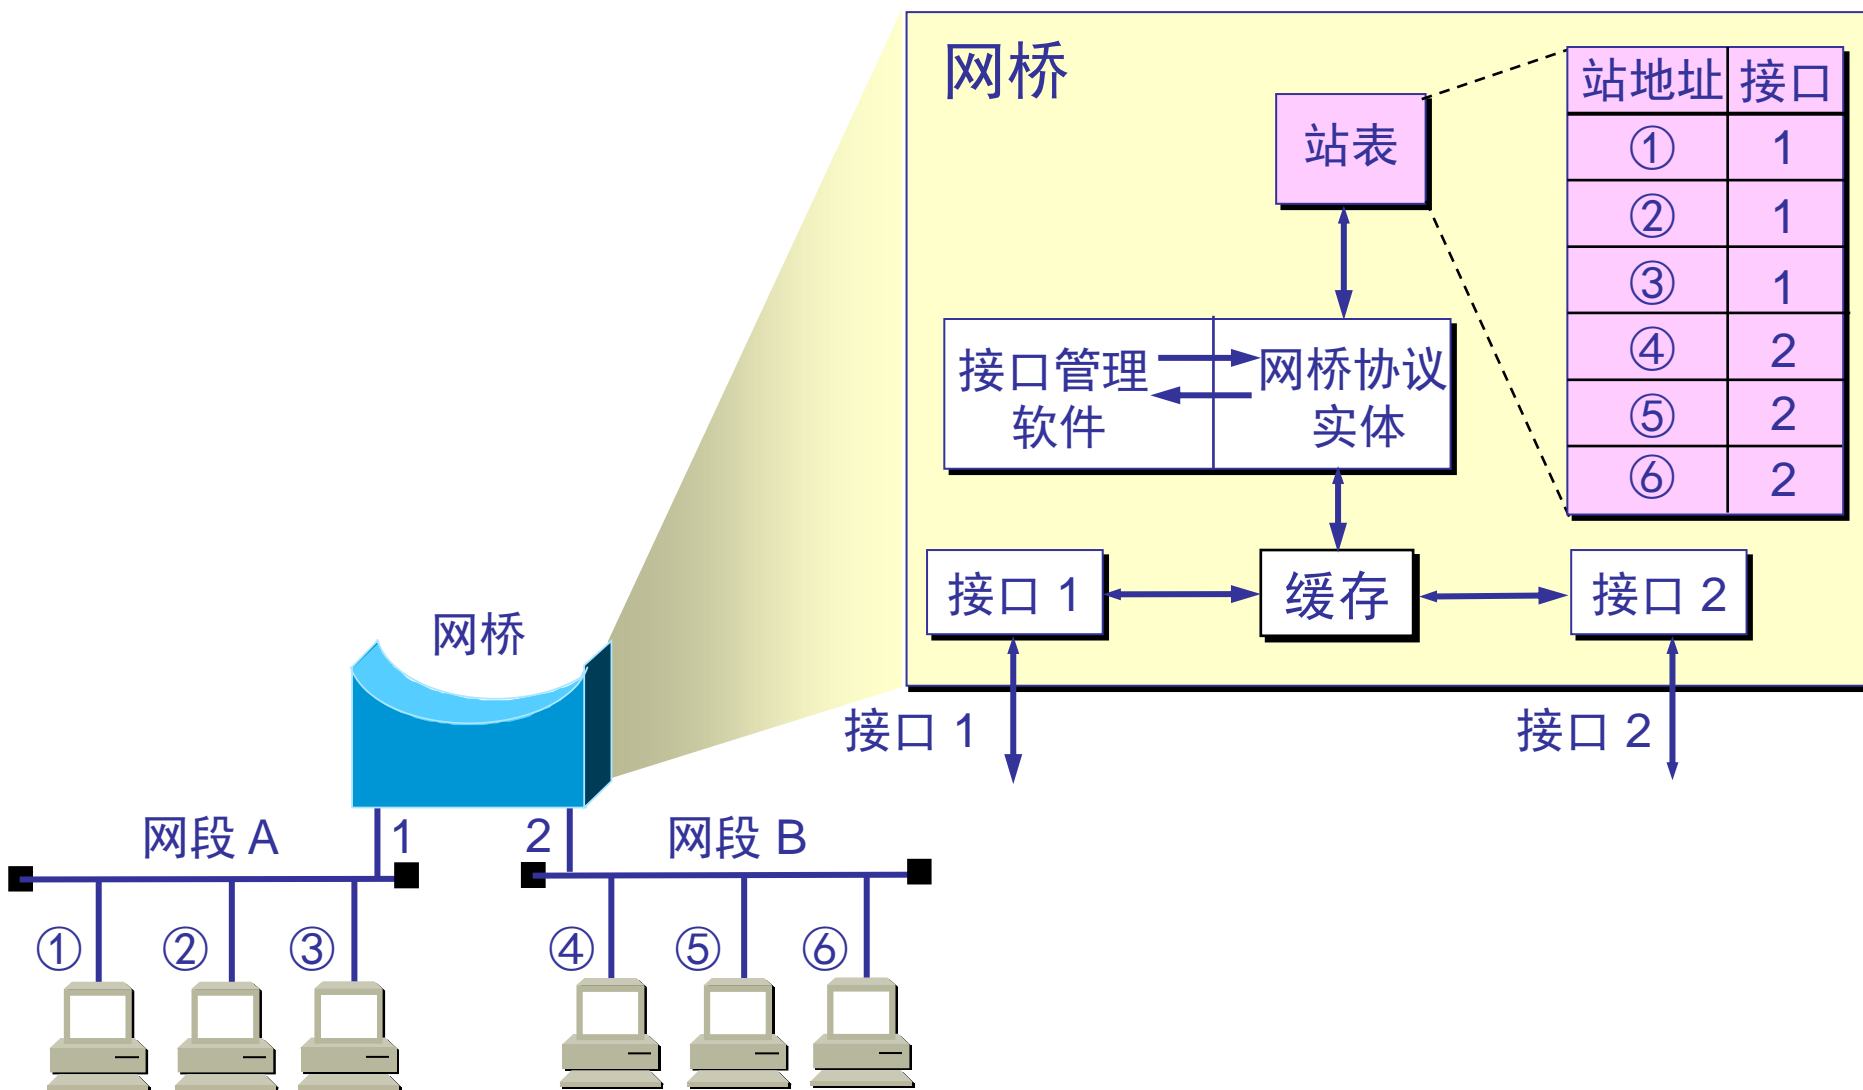 网桥
站表
站地址 接口
① 1
② 1
③ 1
④ 2
⑤ 2
⑥ 2
接口管理
软件
网桥协议
实体
接口 1
缓存
接口 2
接口 1
接口 2
网桥
网段 A
1
2
网段 B
① ② ③ ④ ⑤ ⑥